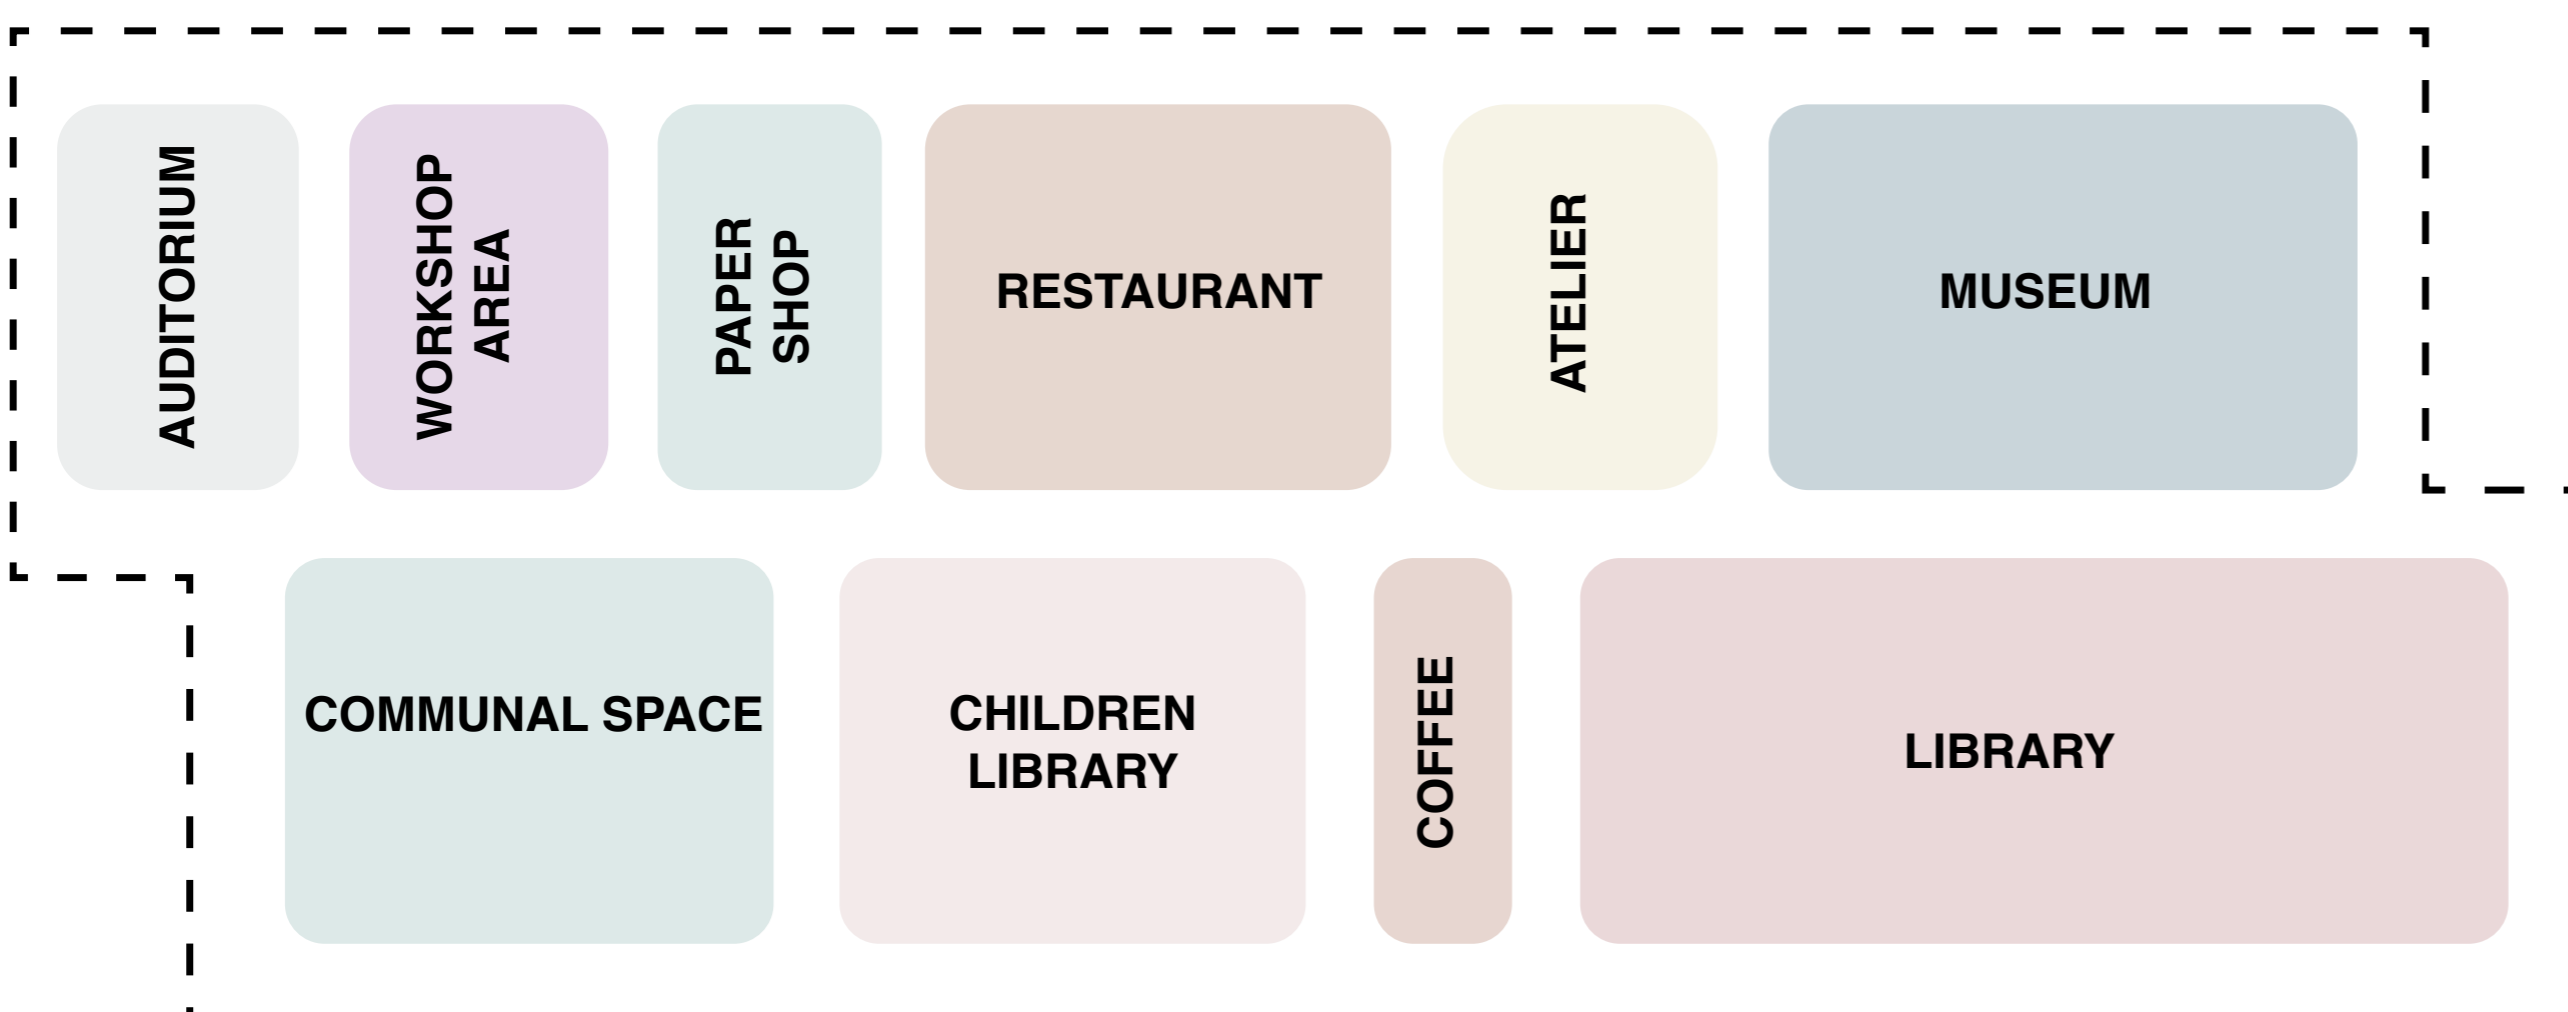 AUDITORIUM
WORKSHOP
AREA
PAPER
SHOP
RESTAURANT
ATELIER
MUSEUM
COMMUNAL SPACE
CHILDREN
LIBRARY
COFFEE
LIBRARY